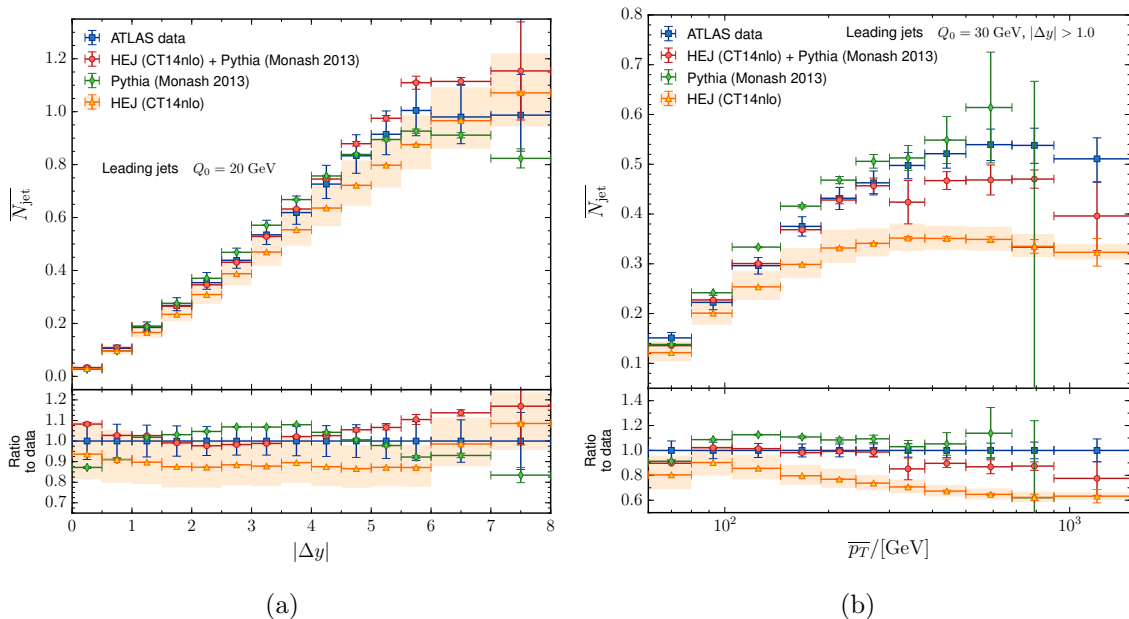 ATLAS data
HEJ (CT14nlo) + Pythia (Monash 2013)
Pythia (Monash 2013)
HEJ (CT14nlo)
Leading jets Q₀ = 20 GeV
N̅jet
1.2
1.0
0.8
0.6
0.4
0.2
0.0
Ratio
to data
1.2
1.1
1.0
0.9
0.8
0.7
0 1 2 3 4 5 6 7 8
|Δy|
(a)
Leading jets Q₀ = 30 GeV, |Δy| > 1.0
ATLAS data
HEJ (CT14nlo) + Pythia (Monash 2013)
Pythia (Monash 2013)
HEJ (CT14nlo)
N̅jet
0.8
0.7
0.6
0.5
0.4
0.3
0.2
0.1
Ratio
to data
1.4
1.2
1.0
0.8
0.6
10² 10³
p̅T/[GeV]
(b)